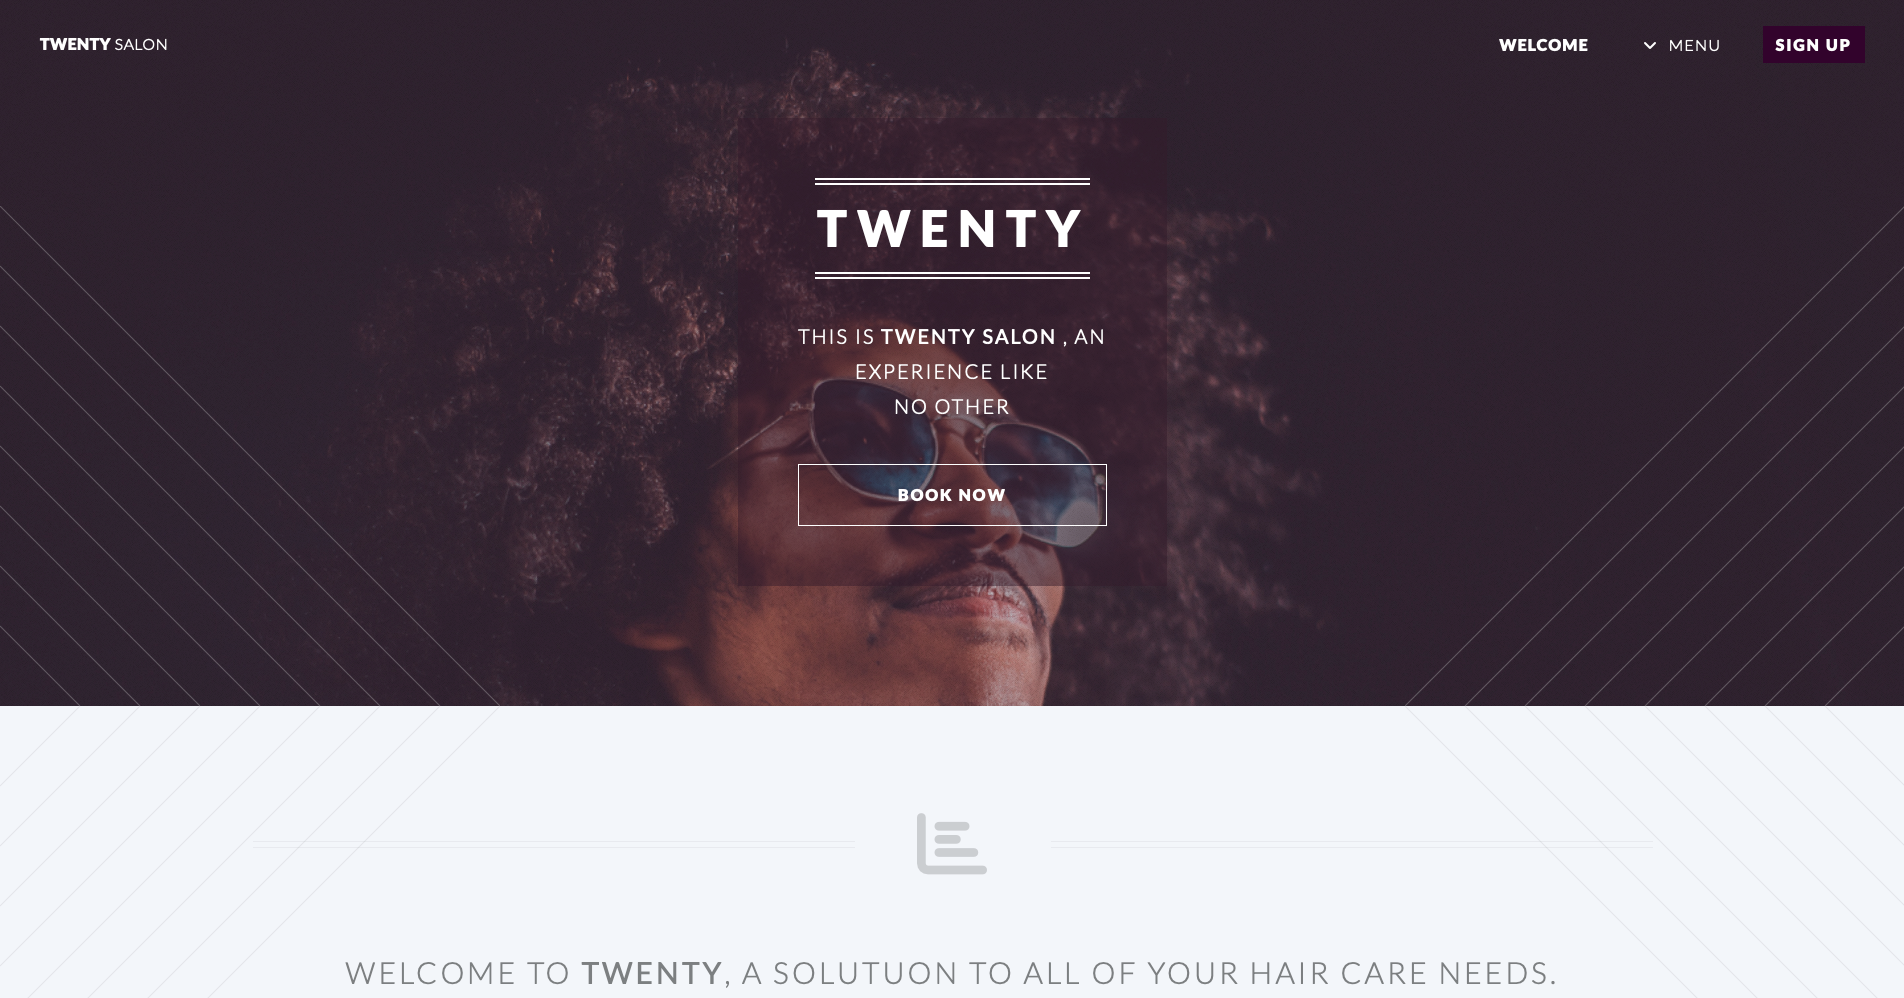 TWENTY SALON
WELCOME
MENU
SIGN UP
TWENTY
THIS IS TWENTY SALON , AN
EXPERIENCE LIKE
NO OTHER
BOOK NOW
WELCOME TO TWENTY, A SOLUTUON TO ALL OF YOUR HAIR CARE NEEDS.